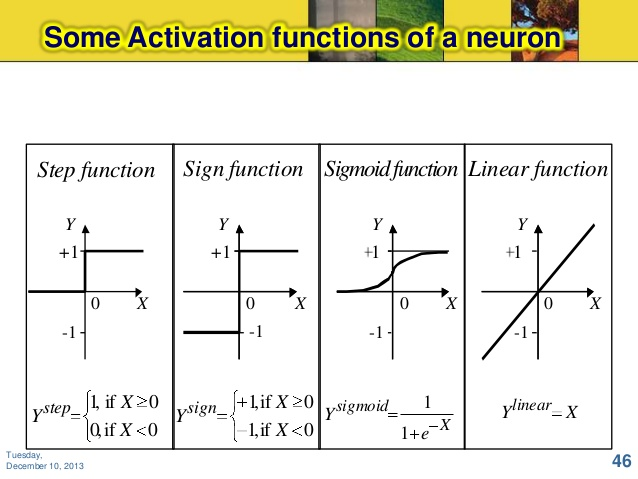 Some Activation functions of a neuron
Step function
Y
+1
0
X
-1
Y^step = {1, if X ≥ 0
0, if X < 0
Sign function
Y
+1
0
X
-1
Y^sign = {+1, if X ≥ 0
−1, if X < 0
Sigmoid function
Y
+1
0
X
-1
Y^sigmoid = 1
1+e^−X
Linear function
Y
+1
0
X
-1
Y^linear = X
Tuesday,
December 10, 2013
46